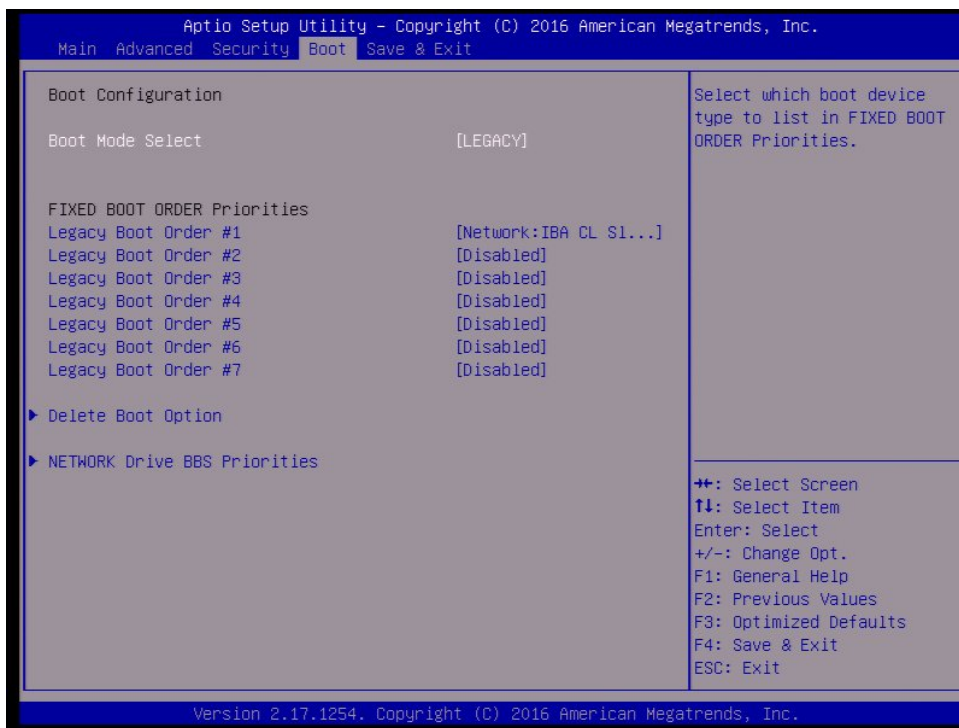 Aptio Setup Utility – Copyright (C) 2016 American Megatrends, Inc.
Main Advanced Security Boot Save & Exit
Boot Configuration
Boot Mode Select [LEGACY]
FIXED BOOT ORDER Priorities
Legacy Boot Order #1 [Network:IBA CL Sl...]
Legacy Boot Order #2 [Disabled]
Legacy Boot Order #3 [Disabled]
Legacy Boot Order #4 [Disabled]
Legacy Boot Order #5 [Disabled]
Legacy Boot Order #6 [Disabled]
Legacy Boot Order #7 [Disabled]
▶ Delete Boot Option
▶ NETWORK Drive BBS Priorities
Select which boot device
type to list in FIXED BOOT
ORDER Priorities.
→←: Select Screen
↑↓: Select Item
Enter: Select
+/-: Change Opt.
F1: General Help
F2: Previous Values
F3: Optimized Defaults
F4: Save & Exit
ESC: Exit
Version 2.17.1254. Copyright (C) 2016 American Megatrends, Inc.